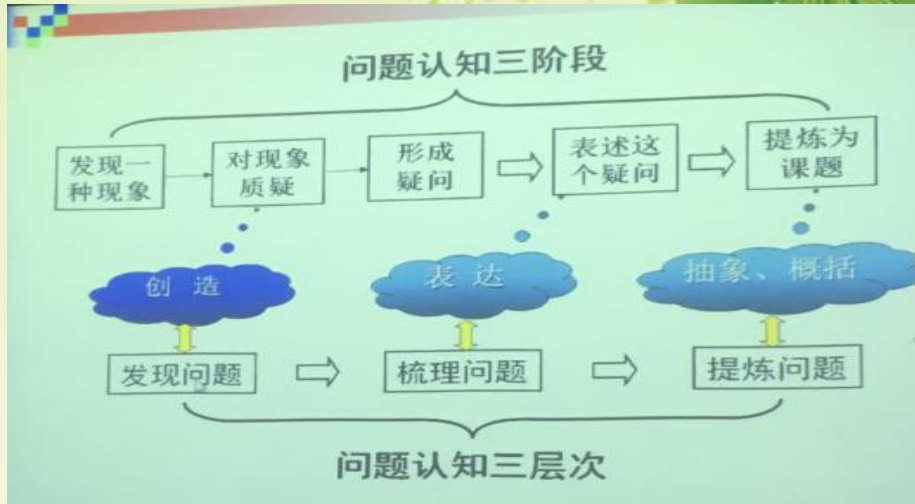 问题认知三阶段
发现一
种现象
对现象
质疑
形成
疑问
表述这
个疑问
提炼为
课题
创 造
表 达
抽象、概括
发现问题
梳理问题
提炼问题
问题认知三层次